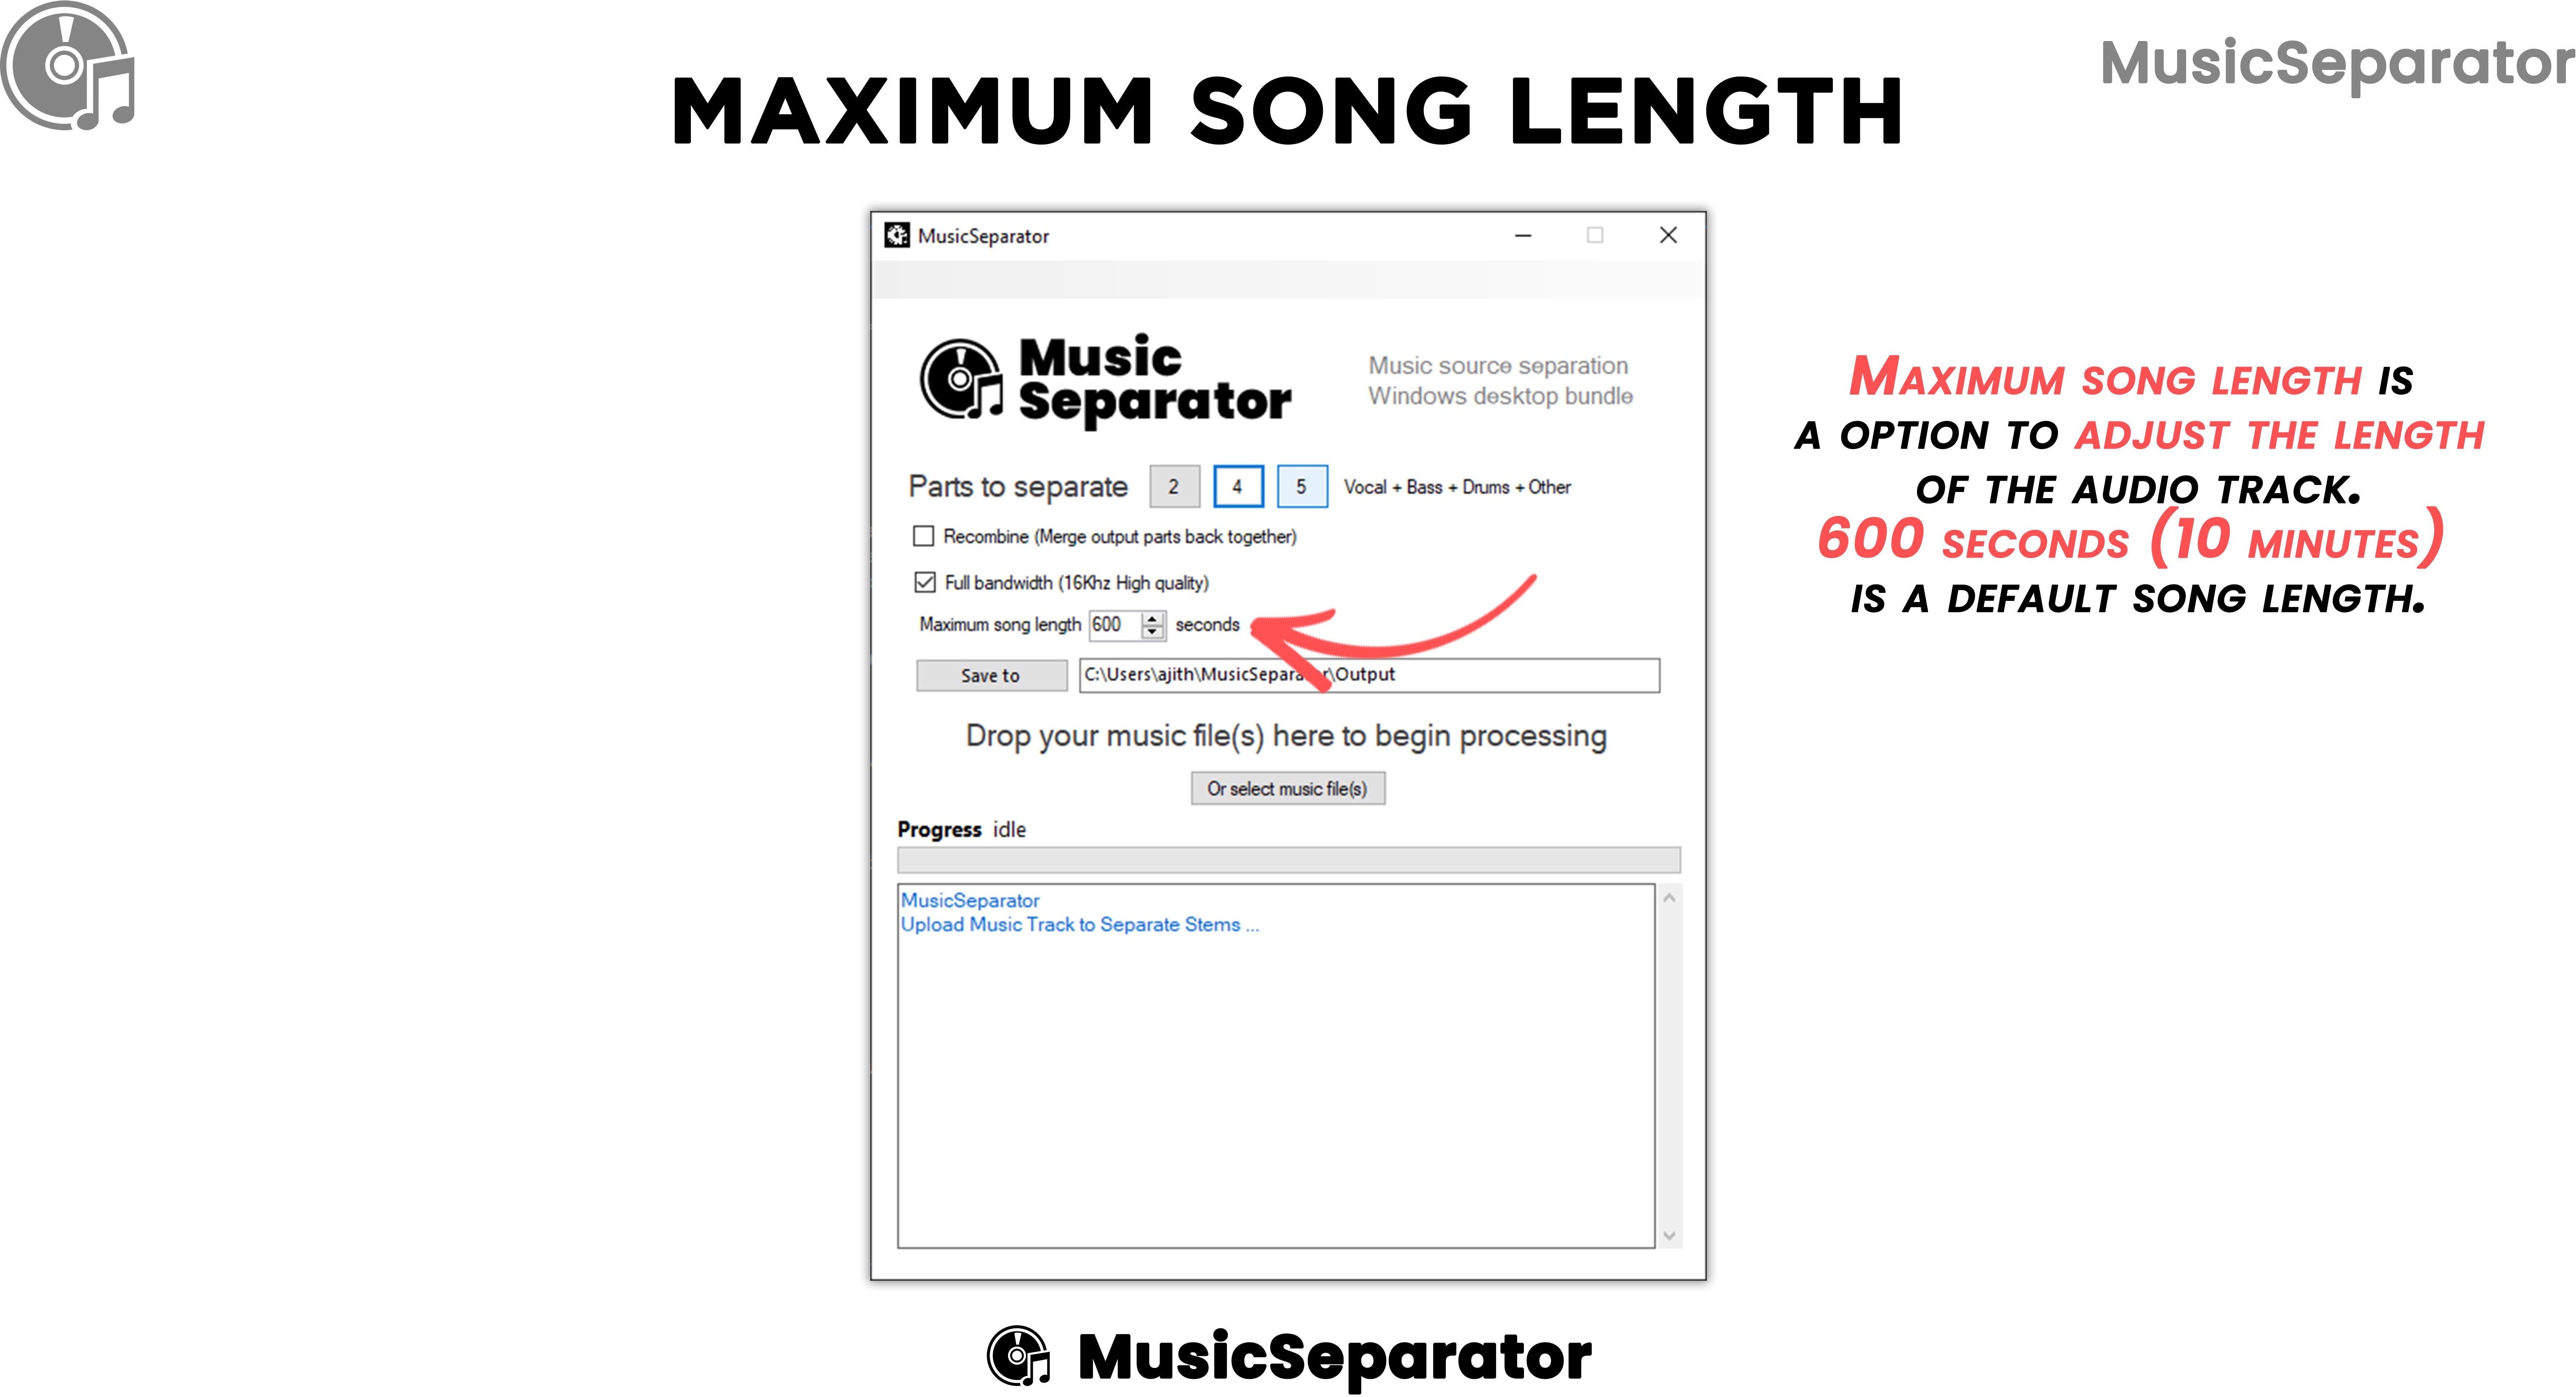 MusicSeparator
MAXIMUM SONG LENGTH
MusicSeparator
Music
Separator
Music source separation
Windows desktop bundle
Parts to separate 2 4 5 Vocal + Bass + Drums + Other
Recombine (Merge output parts back together)
Full bandwidth (16Khz High quality)
Maximum song length 600 seconds
Save to C:\Users\ajith\MusicSeparator\Output
Drop your music file(s) here to begin processing
Or select music file(s)
Progress idle
MusicSeparator
Upload Music Track to Separate Stems ...
MAXIMUM SONG LENGTH IS
A OPTION TO ADJUST THE LENGTH
OF THE AUDIO TRACK.
600 SECONDS (10 MINUTES)
IS A DEFAULT SONG LENGTH.
MusicSeparator